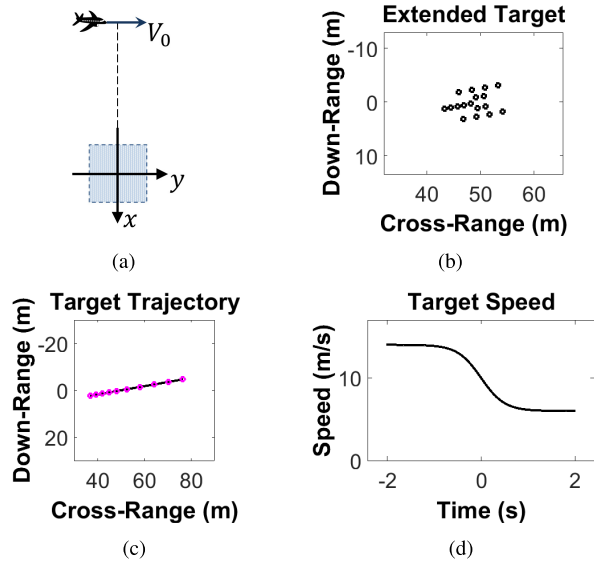 V₀
y
x
(a)
Extended Target
Down-Range (m)
-10
0
10
40 50 60
Cross-Range (m)
(b)
Target Trajectory
Down-Range (m)
-20
0
20
40 60 80
Cross-Range (m)
(c)
Target Speed
Speed (m/s)
10
0
-2 0 2
Time (s)
(d)